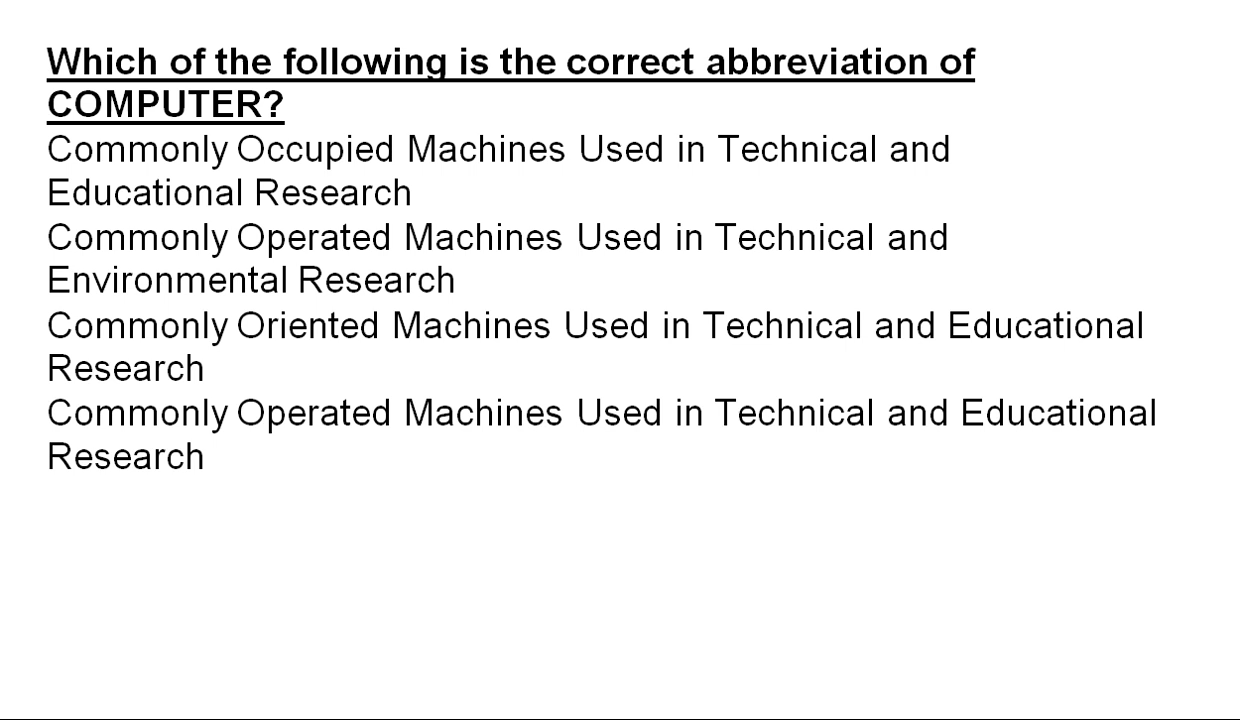 Which of the following is the correct abbreviation of
COMPUTER?
Commonly Occupied Machines Used in Technical and
Educational Research
Commonly Operated Machines Used in Technical and
Environmental Research
Commonly Oriented Machines Used in Technical and Educational
Research
Commonly Operated Machines Used in Technical and Educational
Research